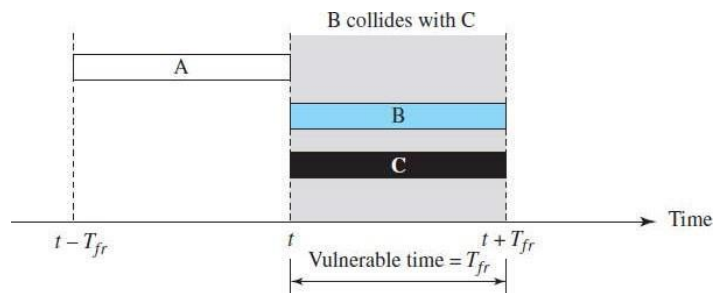 B collides with C
A
B
C
Time
t – T_fr
t
t + T_fr
Vulnerable time = T_fr